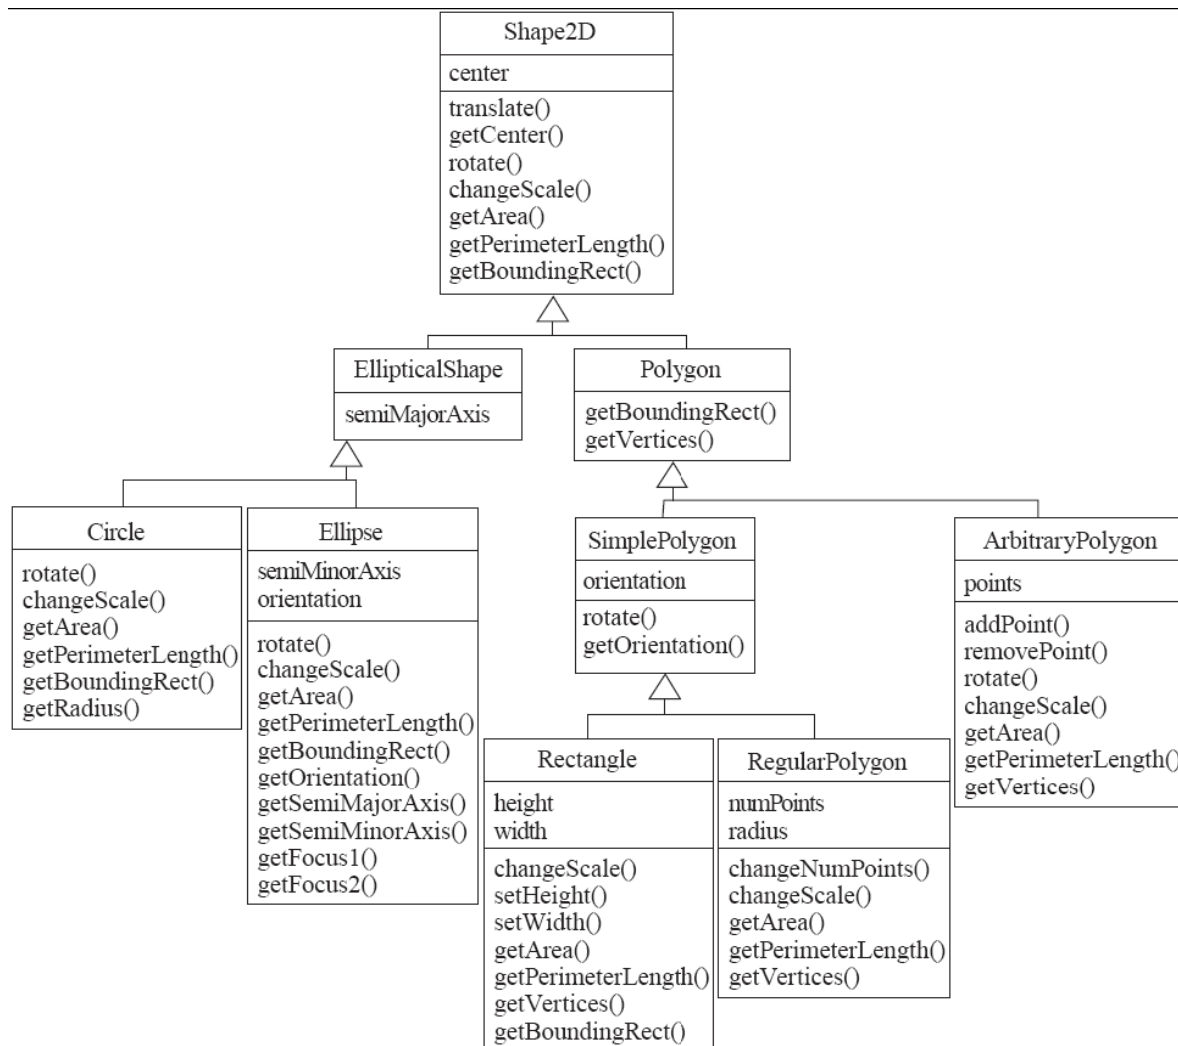 Shape2D
center
translate()
getCenter()
rotate()
changeScale()
getArea()
getPerimeterLength()
getBoundingRect()
EllipticalShape
semiMajorAxis
Polygon
getBoundingRect()
getVertices()
Circle
rotate()
changeScale()
getArea()
getPerimeterLength()
getBoundingRect()
getRadius()
Ellipse
semiMinorAxis
orientation
rotate()
changeScale()
getArea()
getPerimeterLength()
getBoundingRect()
getOrientation()
getSemiMajorAxis()
getSemiMinorAxis()
getFocus1()
getFocus2()
SimplePolygon
orientation
rotate()
getOrientation()
ArbitraryPolygon
points
addPoint()
removePoint()
rotate()
changeScale()
getArea()
getPerimeterLength()
getVertices()
Rectangle
height
width
changeScale()
setHeight()
setWidth()
getArea()
getPerimeterLength()
getVertices()
getBoundingRect()
RegularPolygon
numPoints
radius
changeNumPoints()
changeScale()
getArea()
getPerimeterLength()
getVertices()